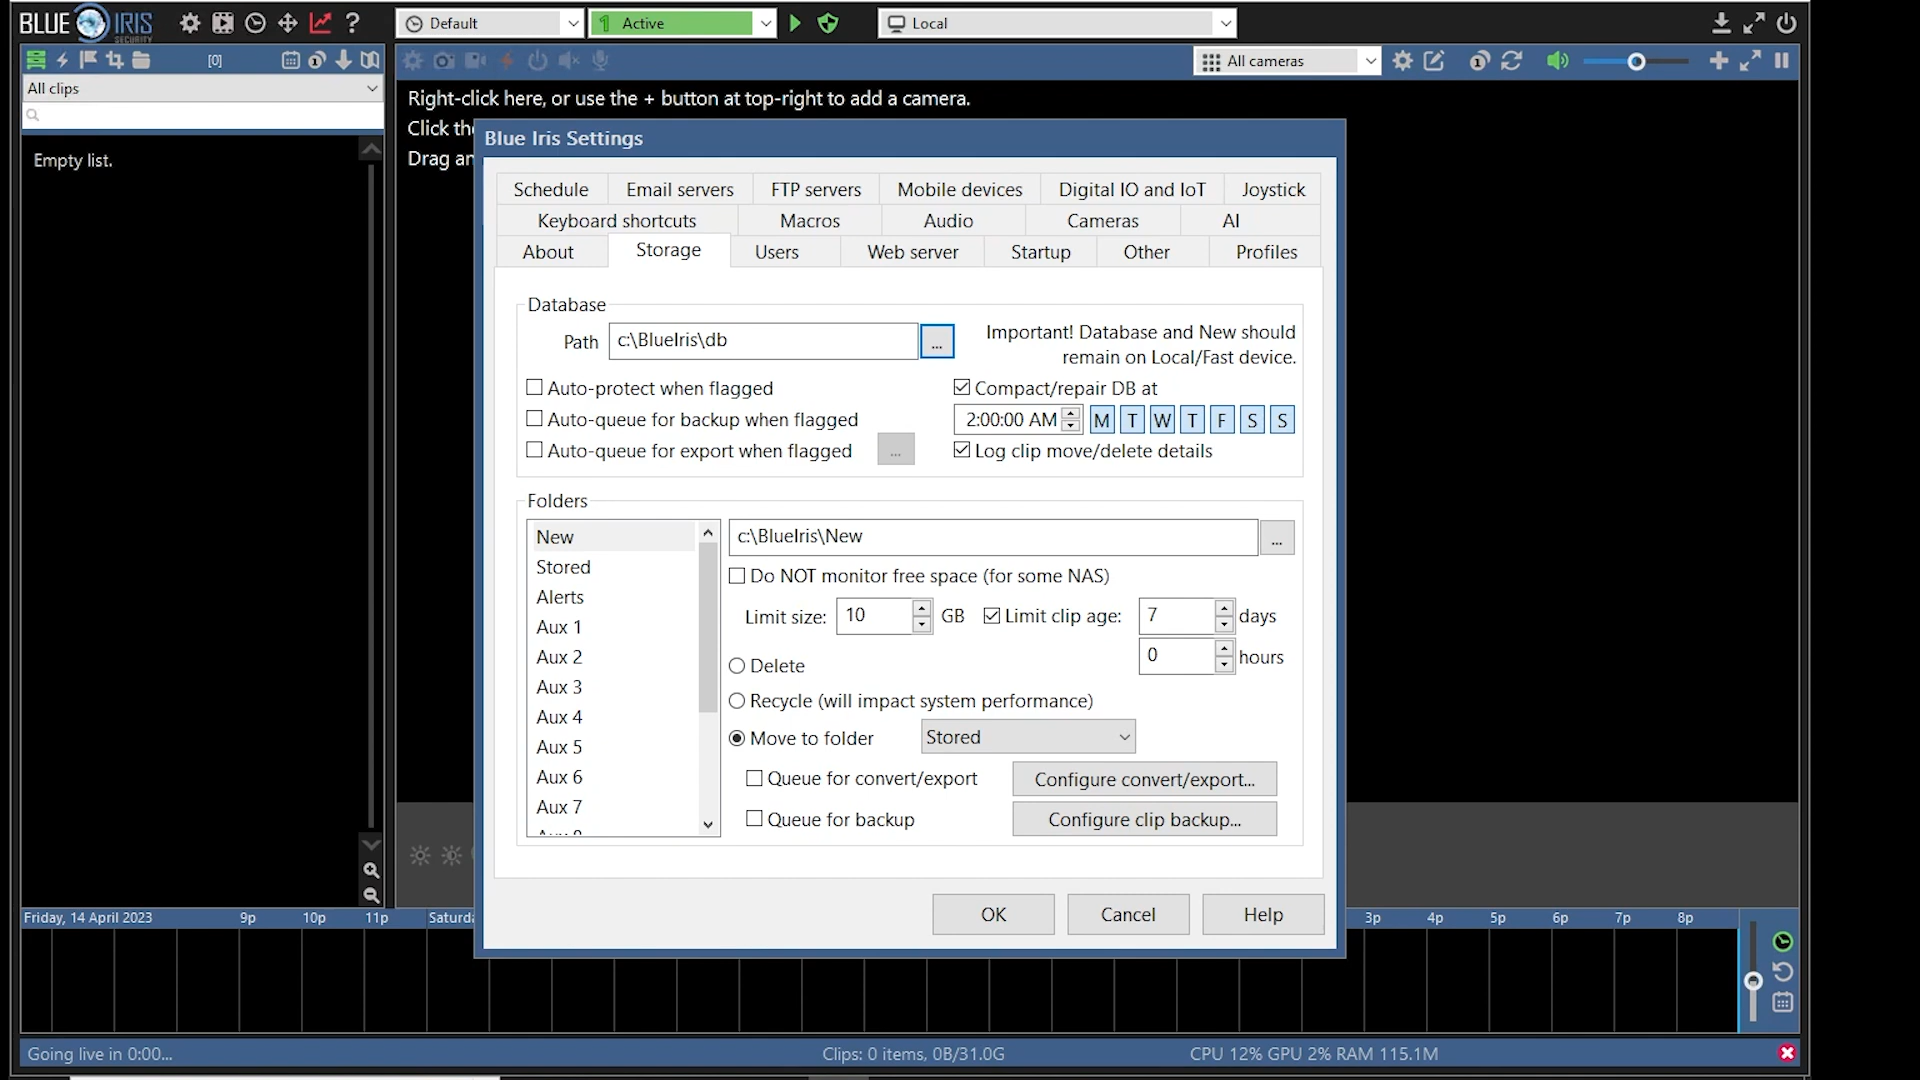 BLUE IRIS
SECURITY
Default
1 Active
Local
[0]
All cameras
All clips
Empty list.
Right-click here, or use the + button at top-right to add a camera.
Click the
Drag an
Blue Iris Settings
Schedule Email servers FTP servers Mobile devices Digital IO and IoT Joystick
Keyboard shortcuts Macros Audio Cameras AI
About Storage Users Web server Startup Other Profiles
Database
Path c:\BlueIris\db ...
Important! Database and New should
remain on Local/Fast device.
Auto-protect when flagged
Compact/repair DB at
Auto-queue for backup when flagged
2:00:00 AM M T W T F S S
Auto-queue for export when flagged ...
Log clip move/delete details
Folders
New
Stored
Alerts
Aux 1
Aux 2
Aux 3
Aux 4
Aux 5
Aux 6
Aux 7
c:\BlueIris\New ...
Do NOT monitor free space (for some NAS)
Limit size: 10 GB Limit clip age: 7 days
0 hours
Delete
Recycle (will impact system performance)
Move to folder Stored
Queue for convert/export Configure convert/export...
Queue for backup Configure clip backup...
OK Cancel Help
Friday, 14 April 2023 9p 10p 11p 3p 4p 5p 6p 7p 8p
Going live in 0:00... Clips: 0 items, 0B/31.0G CPU 12% GPU 2% RAM 115.1M